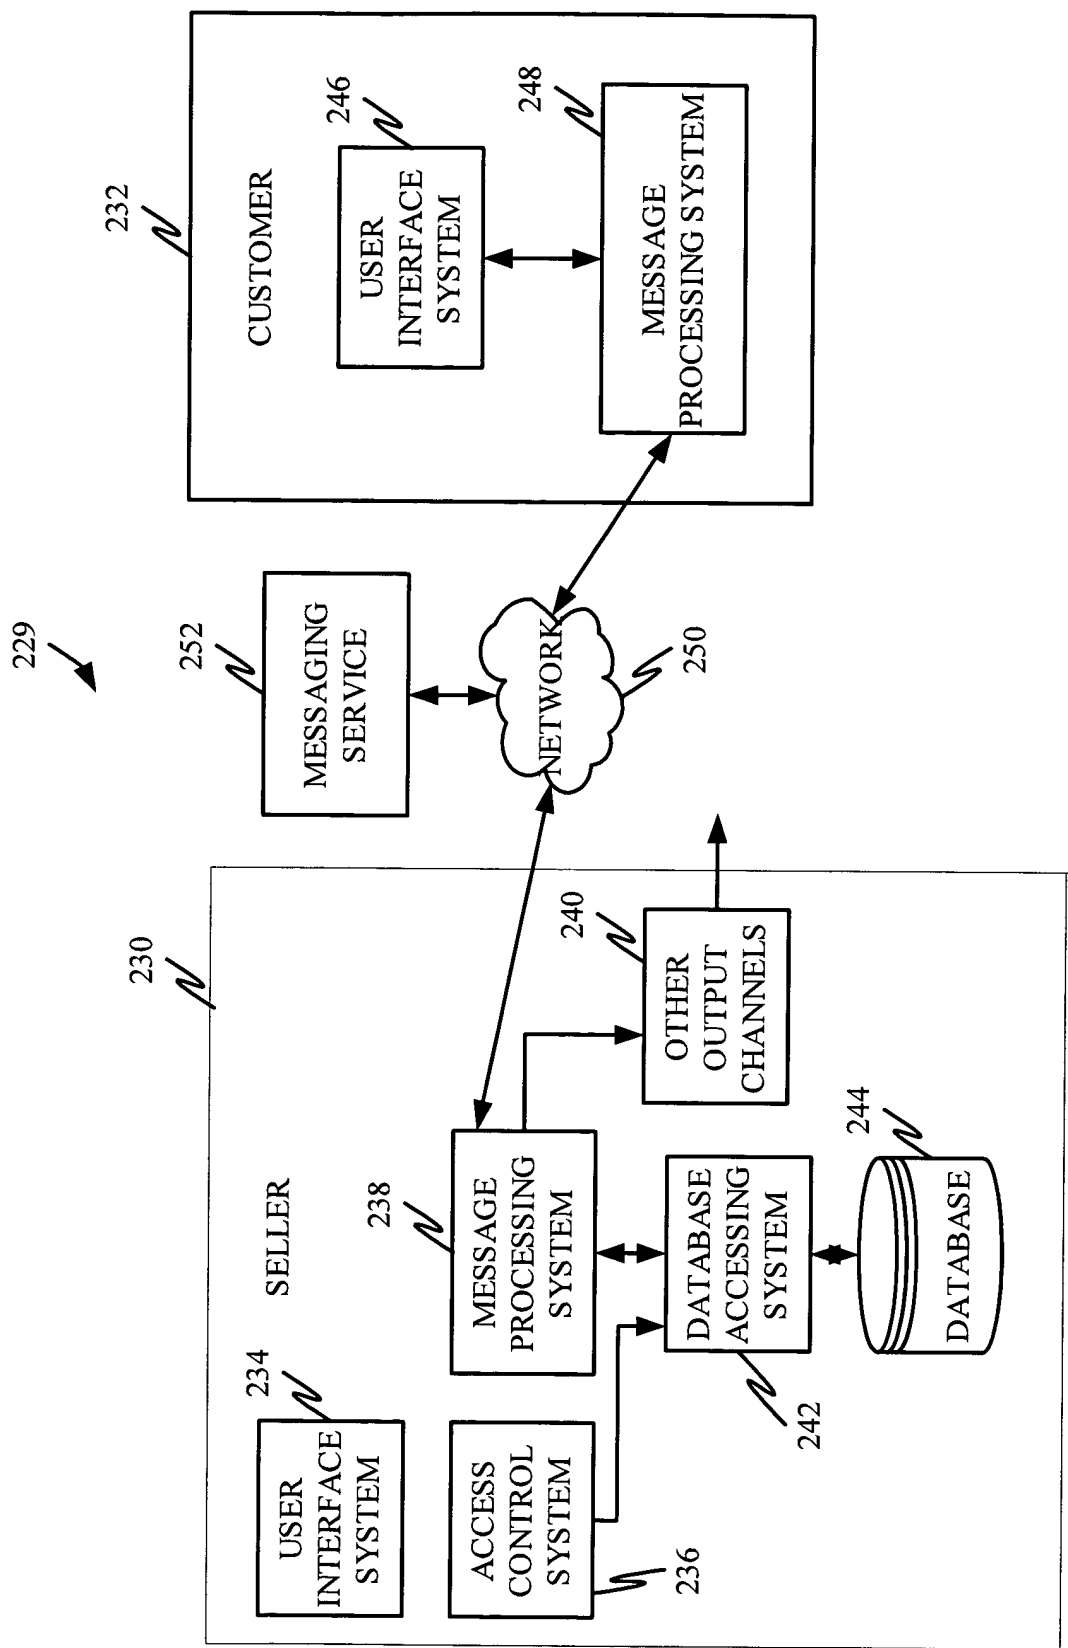 229
230
SELLER
234
USER
INTERFACE
SYSTEM
ACCESS
CONTROL
SYSTEM
236
238
MESSAGE
PROCESSING
SYSTEM
240
OTHER
OUTPUT
CHANNELS
DATABASE
ACCESSING
SYSTEM
242
244
DATABASE
252
MESSAGING
SERVICE
NETWORK
250
232
CUSTOMER
246
USER
INTERFACE
SYSTEM
248
MESSAGE
PROCESSING SYSTEM